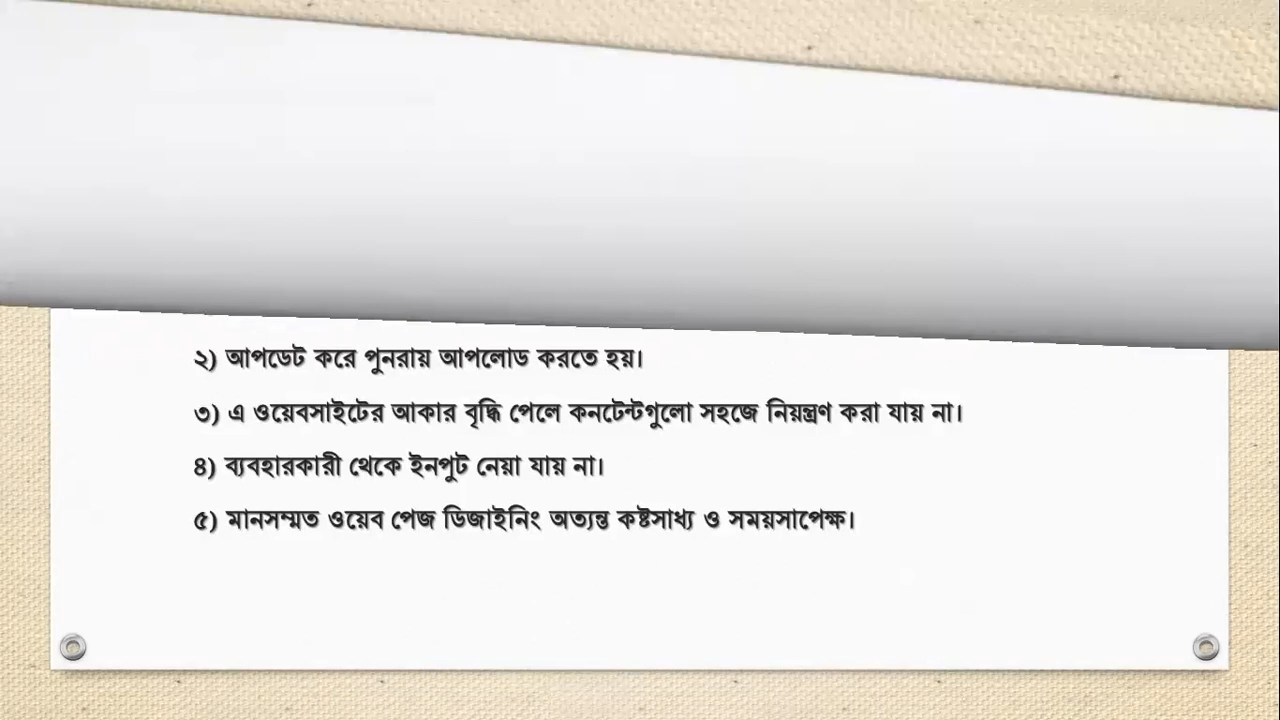 ২) আপডেট করে পুনরায় আপলোড করতে হয়।
৩) এ ওয়েবসাইটের আকার বৃদ্ধি পেলে কনটেন্টগুলো সহজে নিয়ন্ত্রণ করা যায় না।
৪) ব্যবহারকারী থেকে ইনপুট নেয়া যায় না।
৫) মানসম্মত ওয়েব পেজ ডিজাইনিং অত্যন্ত কষ্টসাধ্য ও সময়সাপেক্ষ।